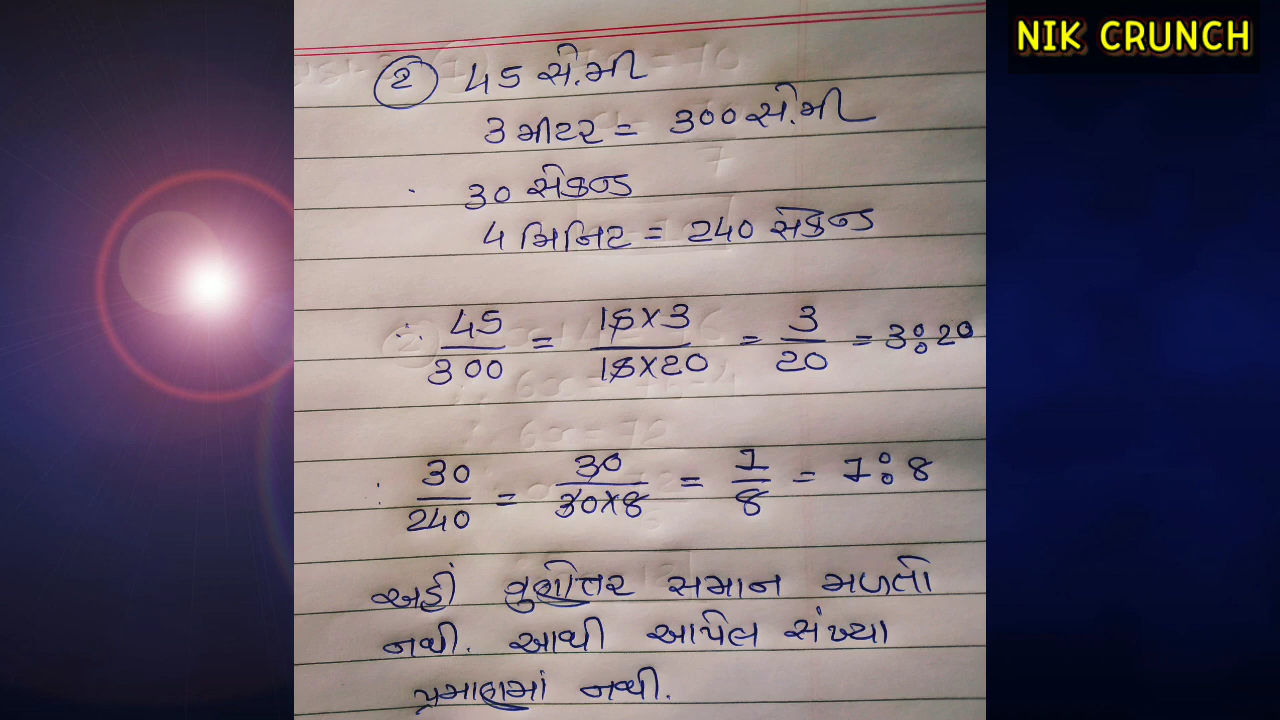 NIK CRUNCH
2 45 સે.મી
3 મીટર = 300 સે.મી
30 સેકન્ડ
4 મિનિટ = 240 સેકન્ડ
∴ 45/300 = 15×3/15×20 = 3/20 = 3:20
∴ 30/240 = 30/30×8 = 1/8 = 1:8
અહીં ગુણોત્તર સમાન મળતો
નથી. આથી આપેલ સંખ્યા
પ્રમાણમાં નથી.